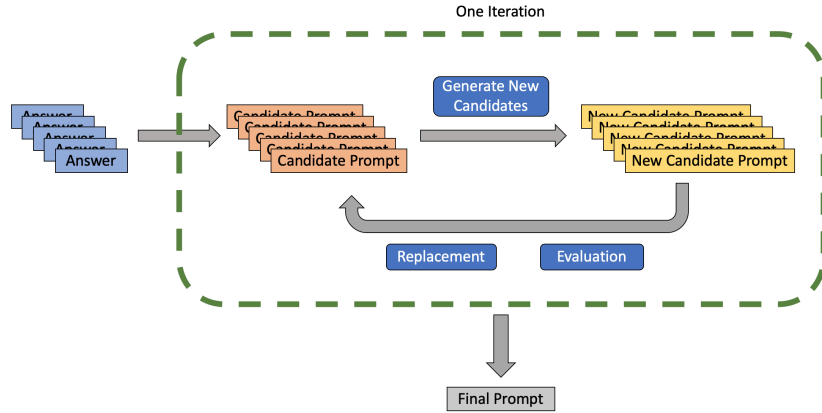 One Iteration
Generate New
Candidates
Answer
Answer
Answer
Answer
Answer
Candidate Prompt
Candidate Prompt
Candidate Prompt
Candidate Prompt
Candidate Prompt
New Candidate Prompt
New Candidate Prompt
New Candidate Prompt
New Candidate Prompt
New Candidate Prompt
Replacement
Evaluation
Final Prompt